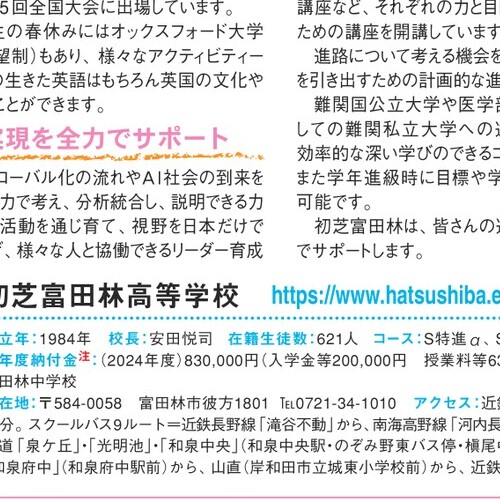 5回全国大会に出場しています。
生の春休みにはオックスフォード大学
望制)もあり、様々なアクティビティー
の生きた英語はもちろん英国の文化や
ことができます。
実現を全力でサポート
ローバル化の流れやAI社会の到来を
力で考え、分析統合し、説明できる力
活動を通じ育て、視野を日本だけで
ず、様々な人と協働できるリーダー育成
講座など、それぞれの力と目
ための講座を開講しています
進路について考える機会を
を引き出すための計画的な進
難関国公立大学や医学部
しての難関私立大学への進
効率的な深い学びのできるコ
また学年進級時に目標や学
可能です。
初芝富田林は、皆さんの進
でサポートします。
初芝富田林高等学校 https://www.hatsushiba.e
立年:1984年 校長:安田悦司 在籍生徒数:621人 コース:S特進α、S
年度納付金注:(2024年度)830,000円(入学金等200,000円 授業料等63
田林中学校
在地:〒584-0058 富田林市彼方1801 ℡0721-34-1010 アクセス:近鉄
分。スクールバス9ルート=近鉄長野線「滝谷不動」から、南海高野線「河内長
道「泉ケ丘」・「光明池」・「和泉中央」(和泉中央駅・のぞみ野東バス停・槇尾中
和泉府中」(和泉府中駅前)から、山直(岸和田市立城東小学校前)から、近鉄